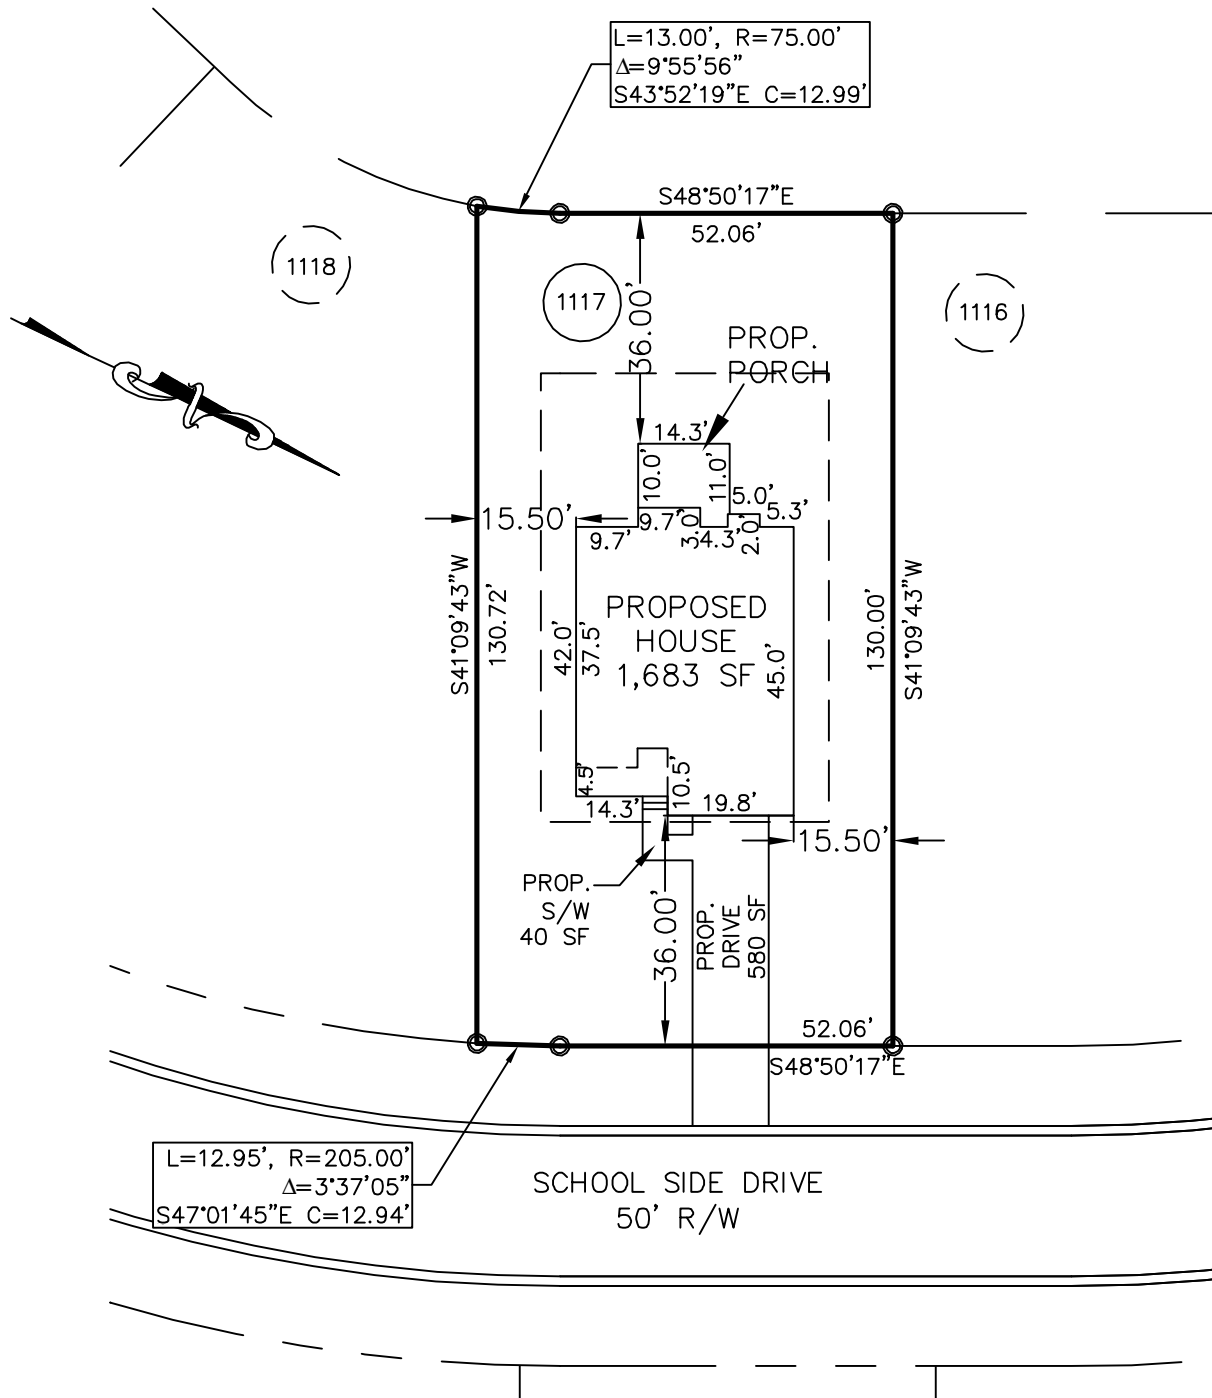 L=13.00', R=75.00'
Δ=9°55'56"
S43°52'19"E C=12.99'
S48°50'17"E
52.06'
1118
1117
1116
36.00'
PROP.
PORCH
14.3'
10.0'
11.0'
5.0'
5.3'
15.50'
9.7'
9.7'
3.0'
4.3'
2.0'
S41°09'43"W
130.72'
42.0'
37.5'
PROPOSED
HOUSE
1,683 SF
45.0'
130.00'
S41°09'43"W
4.5'
10.5'
14.3'
19.8'
15.50'
PROP.
S/W
40 SF
36.00'
PROP.
DRIVE
580 SF
52.06'
S48°50'17"E
L=12.95', R=205.00'
Δ=3°37'05"
S47°01'45"E C=12.94'
SCHOOL SIDE DRIVE
50' R/W